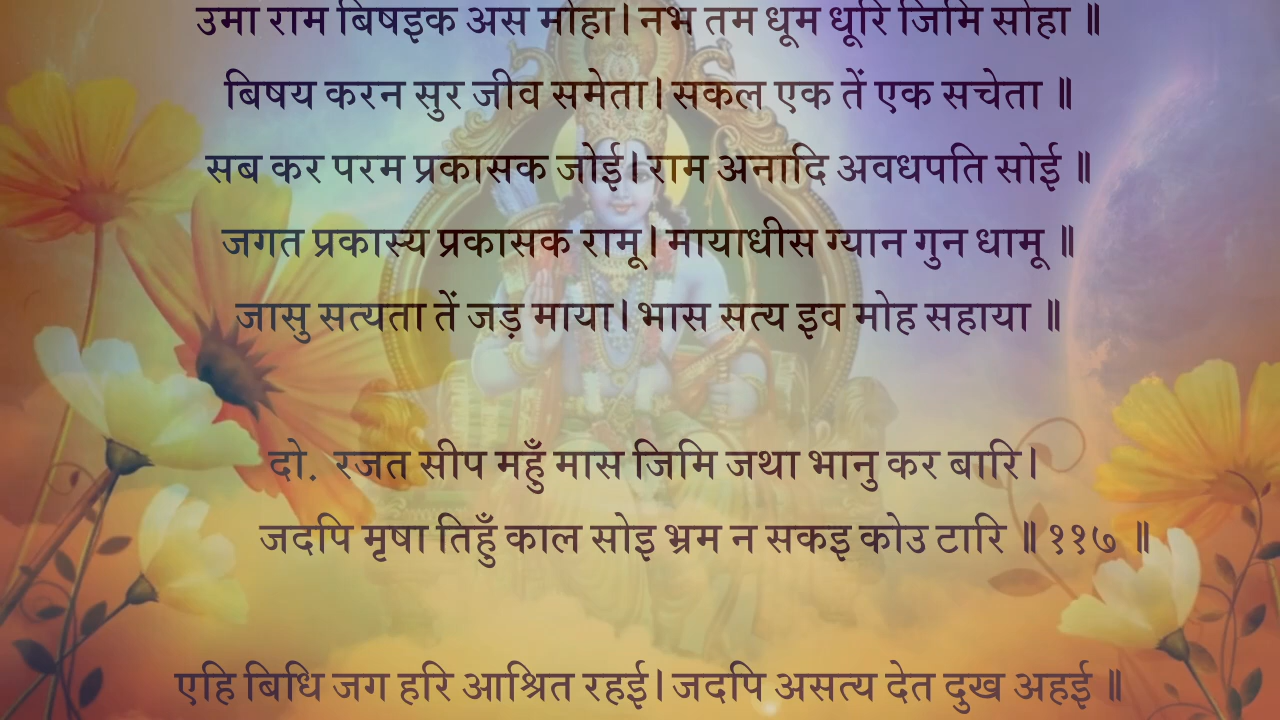 उमा राम बिषइक अस मोहा। नभ तम धूम धूरि जिमि सोहा ॥
बिषय करन सुर जीव समेता। सकल एक तें एक सचेता ॥
सब कर परम प्रकासक जोई। राम अनादि अवधपति सोई ॥
जगत प्रकास्य प्रकासक रामू। मायाधीस ग्यान गुन धामू ॥
जासु सत्यता तें जड़ माया। भास सत्य इव मोह सहाया ॥
दो. रजत सीप महुँ मास जिमि जथा भानु कर बारि।
जदपि मृषा तिहुँ काल सोइ भ्रम न सकइ कोउ टारि ॥ ११७ ॥
एहि बिधि जग हरि आश्रित रहई। जदपि असत्य देत दुख अहई ॥